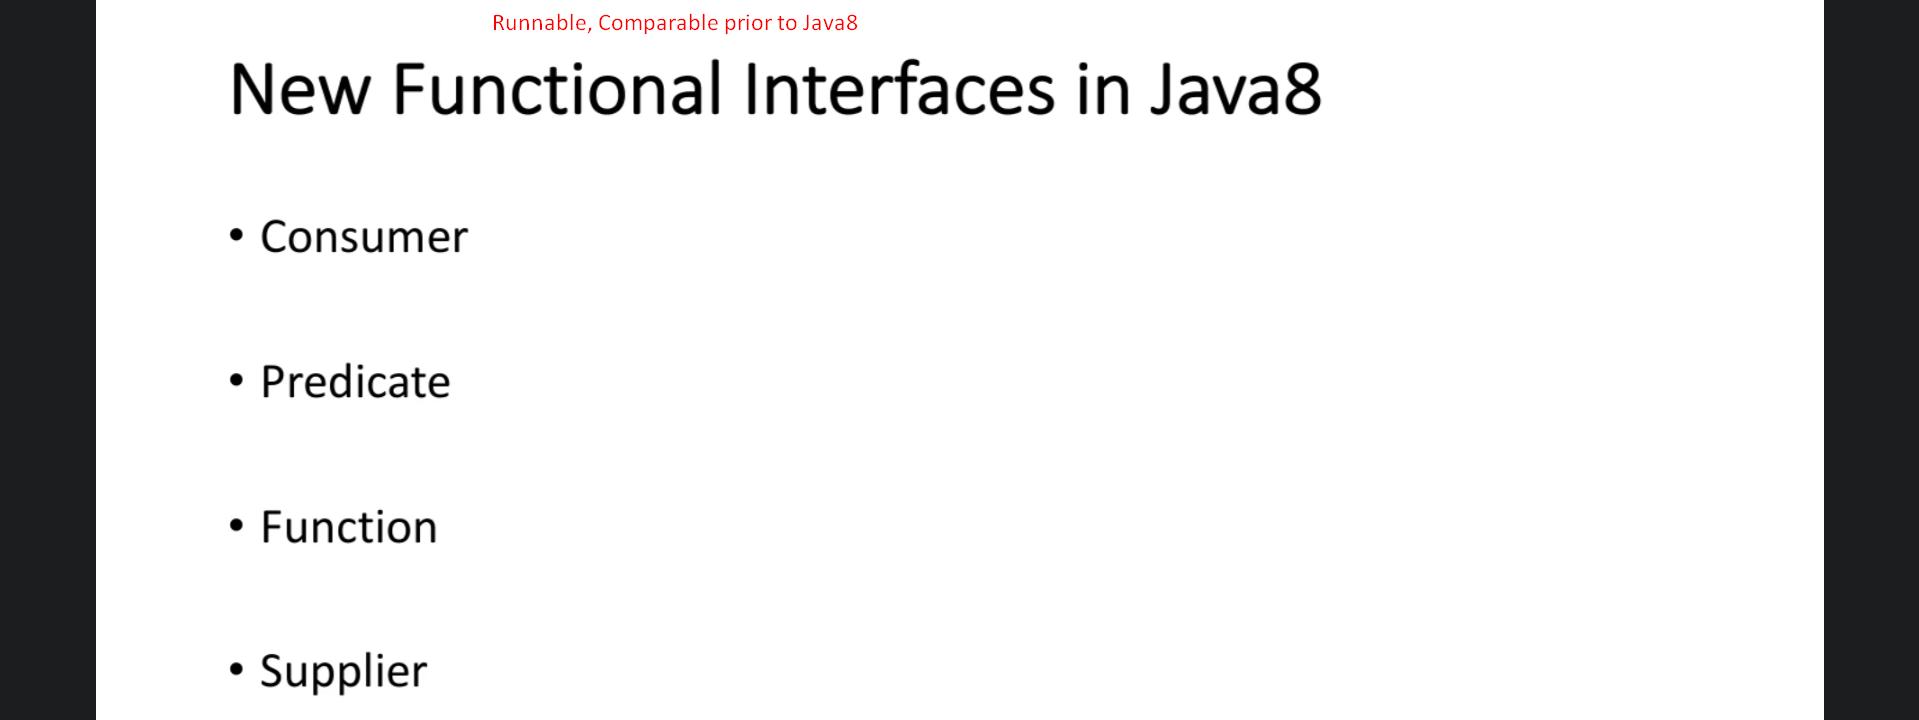 Runnable, Comparable prior to Java8
New Functional Interfaces in Java8
• Consumer
• Predicate
• Function
• Supplier